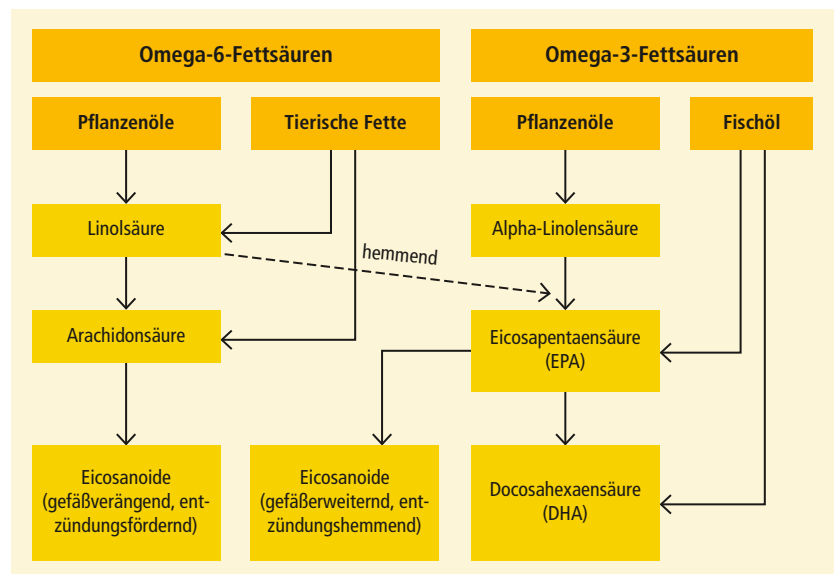 Omega-6-Fettsäuren
Omega-3-Fettsäuren
Pflanzenöle
Tierische Fette
Pflanzenöle
Fischöl
Linolsäure
Alpha-Linolensäure
hemmend
Arachidonsäure
Eicosapentaensäure
(EPA)
Eicosanoide
(gefäßverängend, ent-
zündungsfördernd)
Eicosanoide
(gefäßerweiternd, ent-
zündungshemmend)
Docosahexaensäure
(DHA)